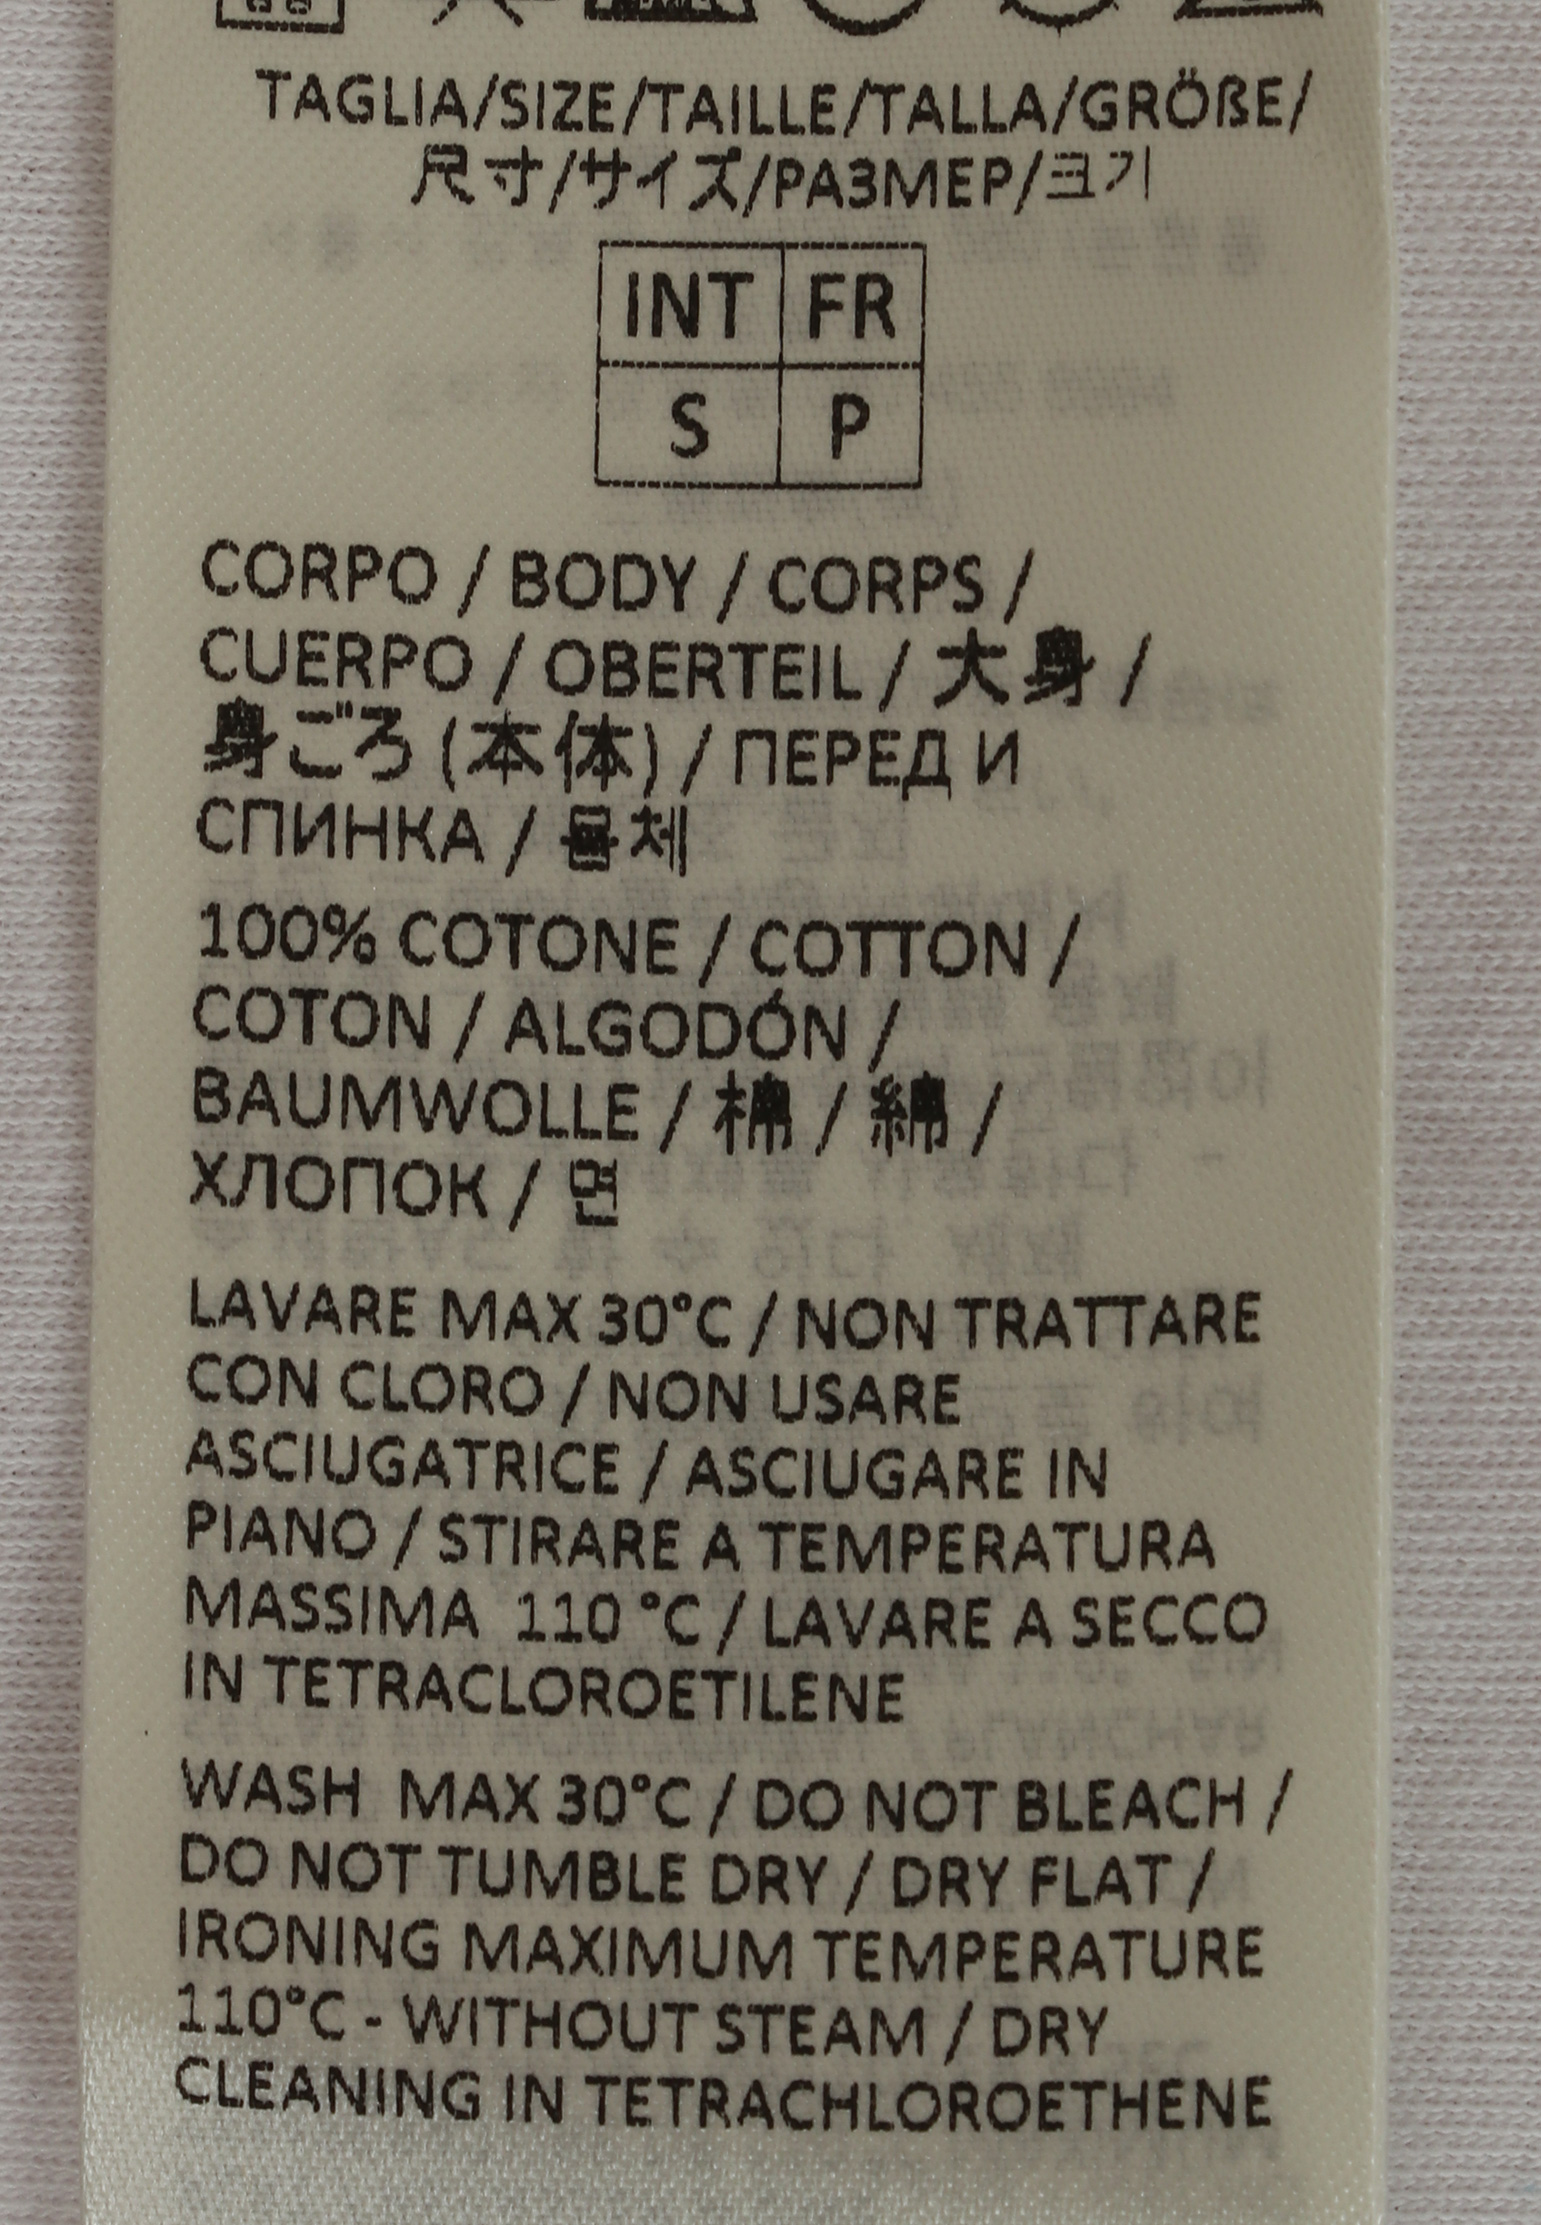 TAGLIA/SIZE/TAILLE/TALLA/GRÖßE/
尺寸/サイズ/РАЗМЕР/크기
INT FR
S P
CORPO / BODY / CORPS /
CUERPO / OBERTEIL / 大身 /
身ごろ (本体) / ПЕРЕД И
СПИНКА / 몸체
100% COTONE / COTTON /
COTON / ALGODÓN /
BAUMWOLLE / 棉 / 綿 /
ХЛОПОК / 면
LAVARE MAX 30°C / NON TRATTARE
CON CLORO / NON USARE
ASCIUGATRICE / ASCIUGARE IN
PIANO / STIRARE A TEMPERATURA
MASSIMA 110 °C / LAVARE A SECCO
IN TETRACLOROETILENE
WASH MAX 30°C / DO NOT BLEACH /
DO NOT TUMBLE DRY / DRY FLAT /
IRONING MAXIMUM TEMPERATURE
110°C - WITHOUT STEAM / DRY
CLEANING IN TETRACHLOROETHENE